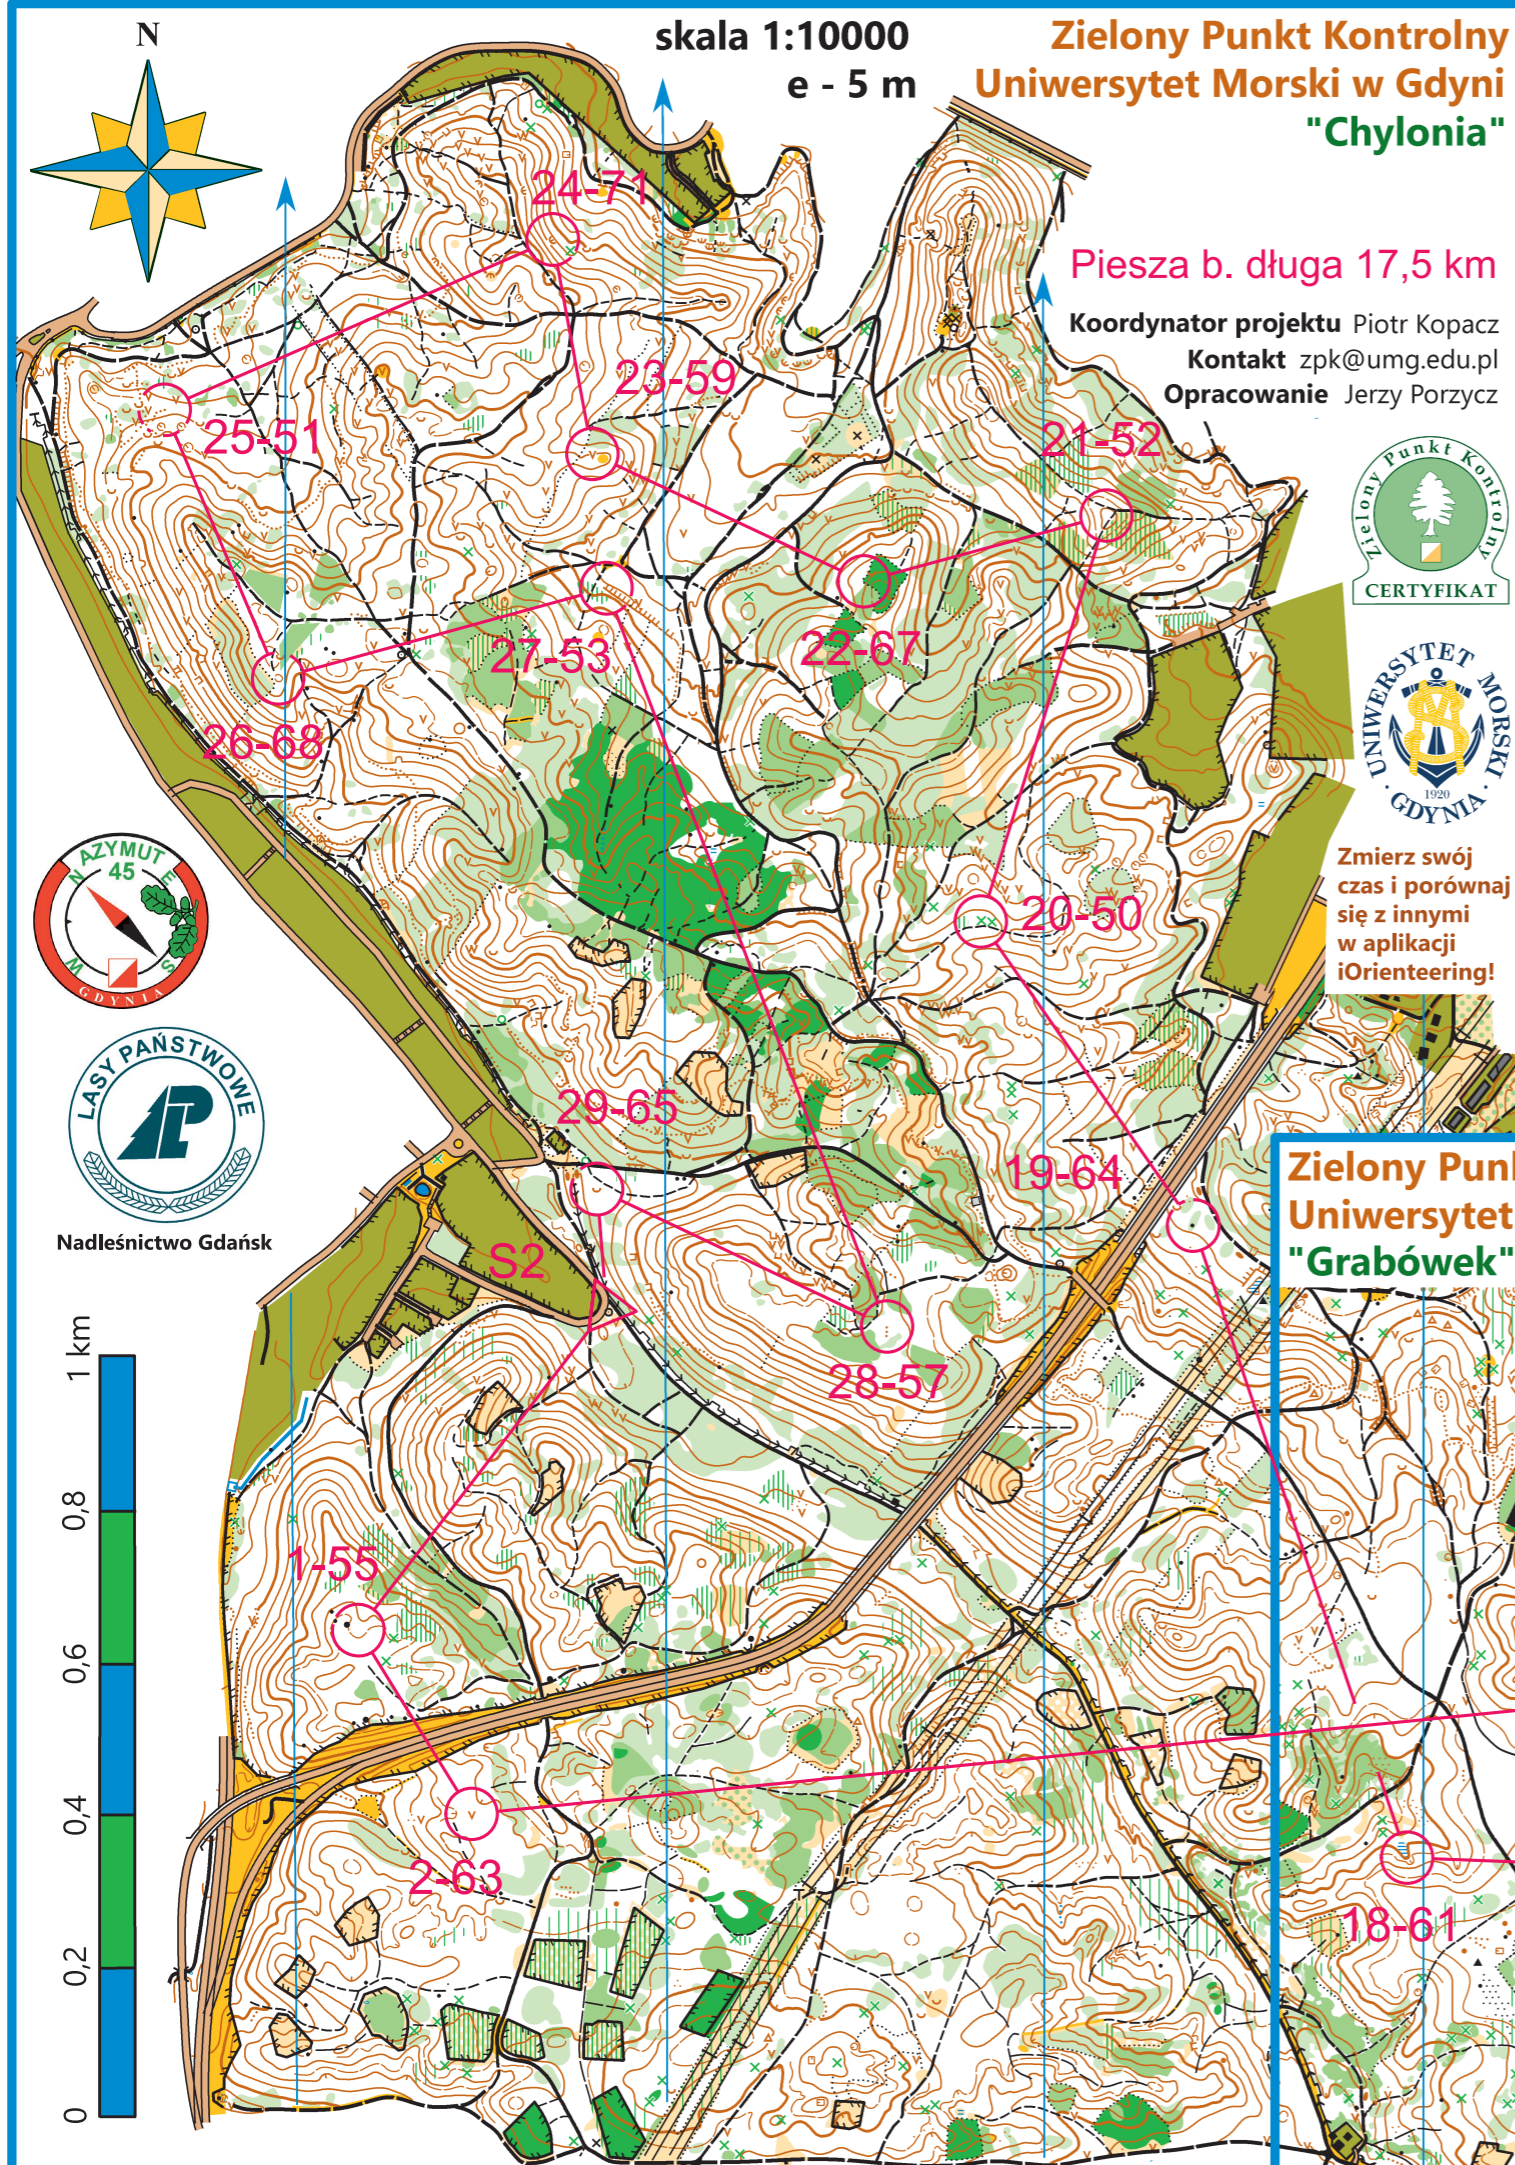 N
skala 1:10000
e - 5 m
Zielony Punkt Kontrolny
Uniwersytet Morski w Gdyni
"Chylonia"
Piesza b. długa 17,5 km
Koordynator projektu Piotr Kopacz
Kontakt zpk@umg.edu.pl
Opracowanie Jerzy Porzycz
Zielony Punkt Kontrolny
CERTYFIKAT
UNIWERSYTET MORSKI
1920
· GDYNIA ·
Zmierz swój
czas i porównaj
się z innymi
w aplikacji
iOrienteering!
24-71
23-59
25-51
21-52
22-67
27-53
26-68
20-50
AZYMUT
45
N
E
W
S
GDYNIA
LASY PAŃSTWOWE
LP
Nadleśnictwo Gdańsk
29-65
19-64
S2
28-57
Zielony Pun
Uniwersytet
"Grabówek"
1-55
2-63
18-61
1 km
0,8
0,6
0,4
0,2
0